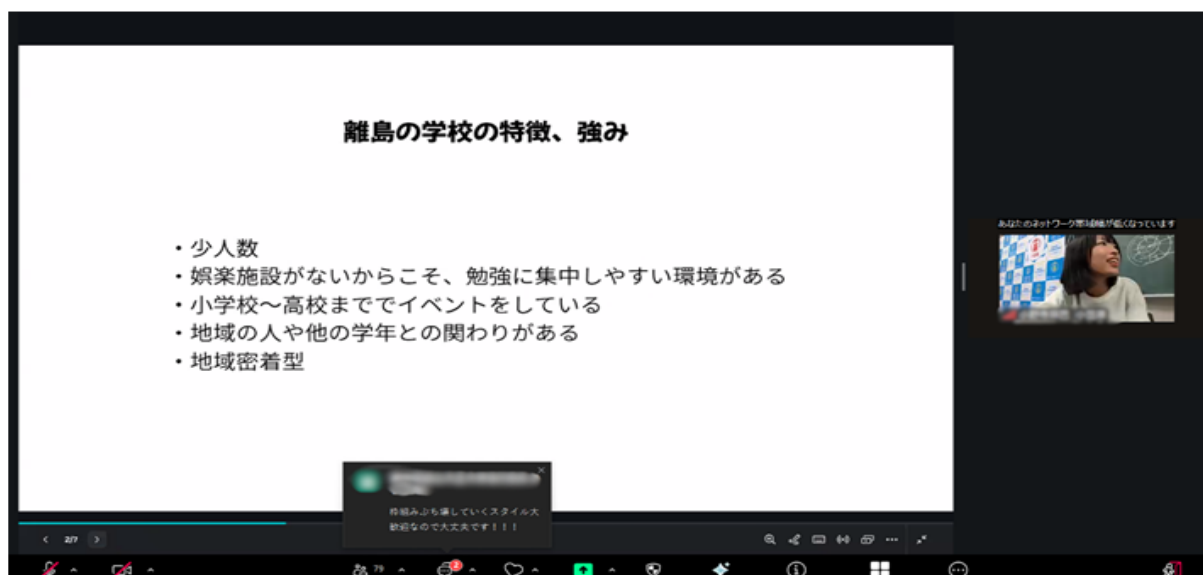 離島の学校の特徴、強み
・少人数
・娯楽施設がないからこそ、勉強に集中しやすい環境がある
・小学校〜高校まででイベントをしている
・地域の人や他の学年との関わりがある
・地域密着型
あなたのネットワーク帯域幅が低くなっています
枠組みぶち壊していくスタイル大
歓迎なので大丈夫です！！！
2/7
79
2